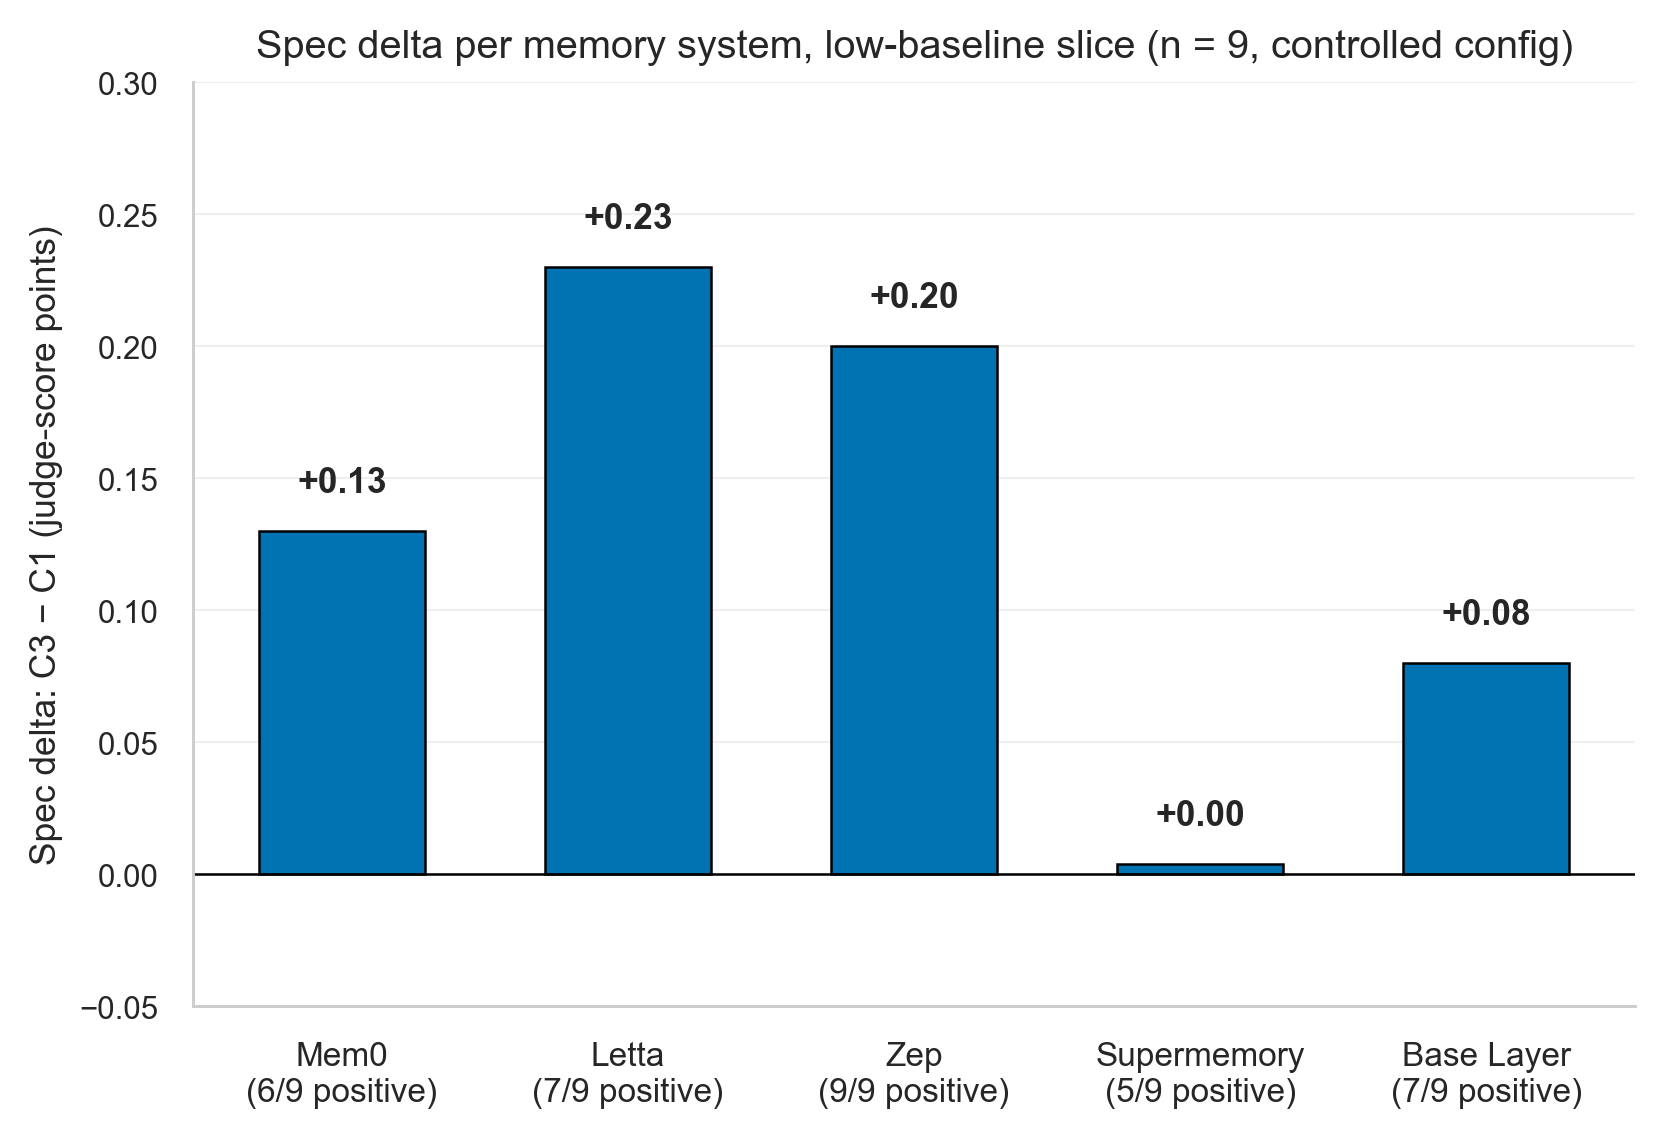 Spec delta per memory system, low-baseline slice (n = 9, controlled config)
Spec delta: C3 − C1 (judge-score points)
0.30
0.25
0.20
0.15
0.10
0.05
0.00
−0.05
+0.13
+0.23
+0.20
+0.00
+0.08
Mem0
(6/9 positive)
Letta
(7/9 positive)
Zep
(9/9 positive)
Supermemory
(5/9 positive)
Base Layer
(7/9 positive)